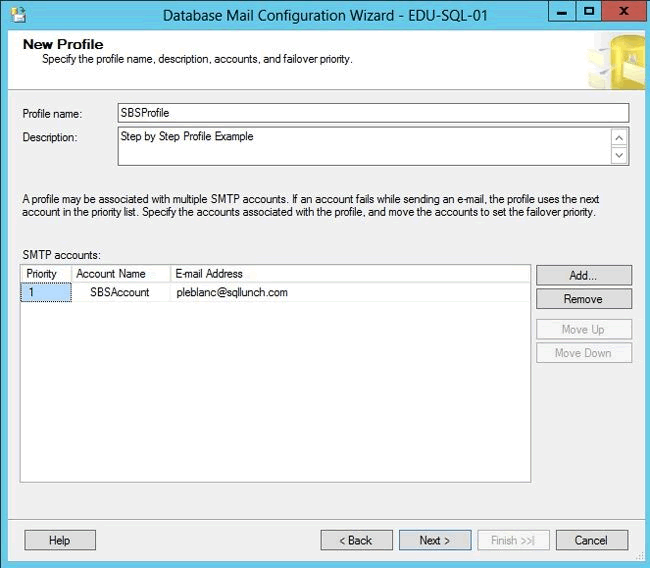 Database Mail Configuration Wizard - EDU-SQL-01
New Profile
Specify the profile name, description, accounts, and failover priority.
Profile name:
SBSProfile
Description:
Step by Step Profile Example
A profile may be associated with multiple SMTP accounts. If an account fails while sending an e-mail, the profile uses the next
account in the priority list. Specify the accounts associated with the profile, and move the accounts to set the failover priority.
SMTP accounts:
Priority Account Name E-mail Address
1 SBSAccount pleblanc@sqllunch.com
Add...
Remove
Move Up
Move Down
Help
< Back
Next >
Finish >>|
Cancel